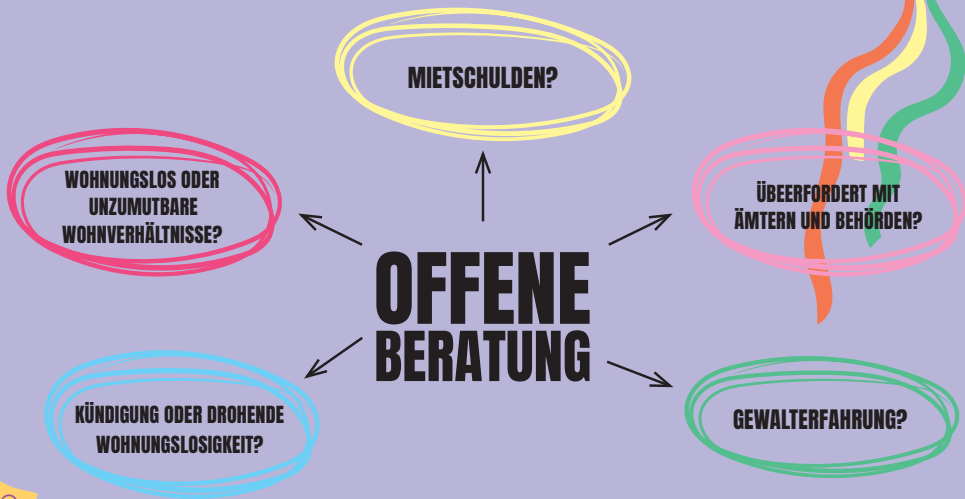 MIETSCHULDEN?
WOHNUNGSLOS ODER
UNZUMUTBARE
WOHNVERHÄLTNISSE?
ÜBEERFORDERT MIT
ÄMTERN UND BEHÖRDEN?
OFFENE
BERATUNG
KÜNDIGUNG ODER DROHENDE
WOHNUNGSLOSIGKEIT?
GEWALTERFAHRUNG?